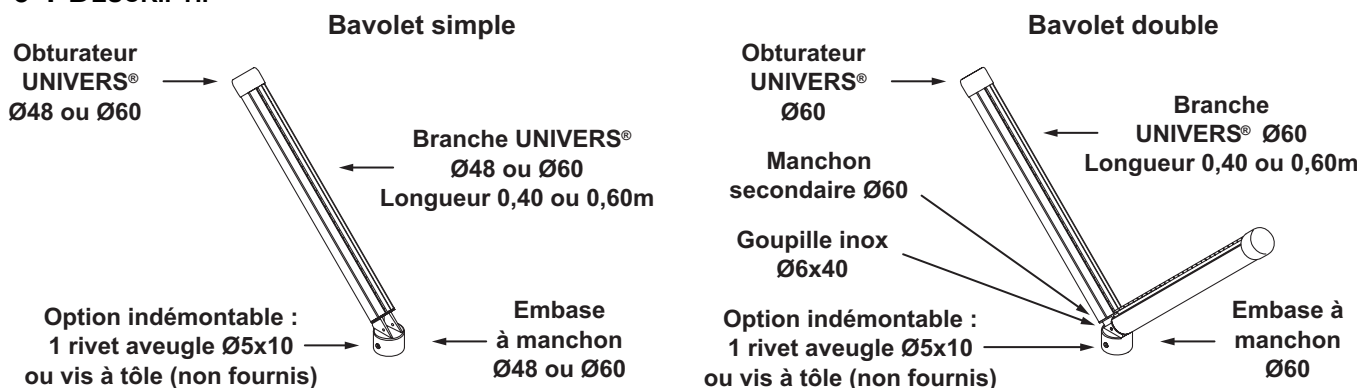 Bavolet simple
Obturateur
UNIVERS®
Ø48 ou Ø60
Branche UNIVERS®
Ø48 ou Ø60
Longueur 0,40 ou 0,60m
Option indémontable :
1 rivet aveugle Ø5x10
ou vis à tôle (non fournis)
Embase
à manchon
Ø48 ou Ø60
Bavolet double
Obturateur
UNIVERS®
Ø60
Branche
UNIVERS® Ø60
Longueur 0,40 ou 0,60m
Manchon
secondaire Ø60
Goupille inox
Ø6x40
Option indémontable :
1 rivet aveugle Ø5x10
ou vis à tôle (non fournis)
Embase à
manchon
Ø60